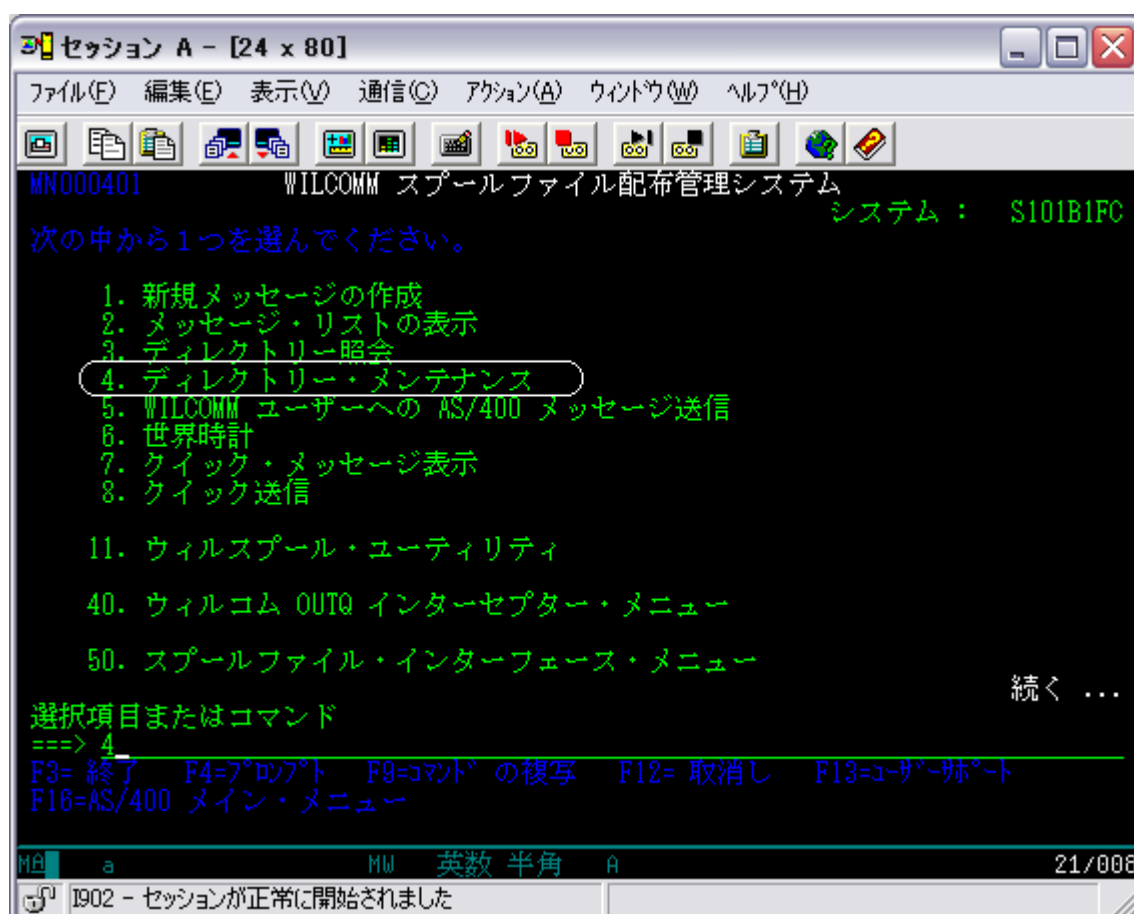 セッション A - [24 x 80]
ファイル(F) 編集(E) 表示(V) 通信(C) アクション(A) ウィンドウ(W) ヘルプ(H)
MN000401 WILCOMM スプールファイル配布管理システム
システム : S101B1FC
次の中から1つを選んでください。
1. 新規メッセージの作成
2. メッセージ・リストの表示
3. ディレクトリー照会
4. ディレクトリー・メンテナンス
5. WILCOMM ユーザーへの AS/400 メッセージ送信
6. 世界時計
7. クイック・メッセージ表示
8. クイック送信
11. ウィルスプール・ユーティリティ
40. ウィルコム OUTQ インターセプター・メニュー
50. スプールファイル・インターフェース・メニュー
続く ...
選択項目またはコマンド
===> 4
F3= 終了 F4=プロンプト F9=コマンド の複写 F12= 取消し F13=ユーザーサポート
F16=AS/400 メイン・メニュー
MA a MW 英数 半角 A 21/008
I902 - セッションが正常に開始されました